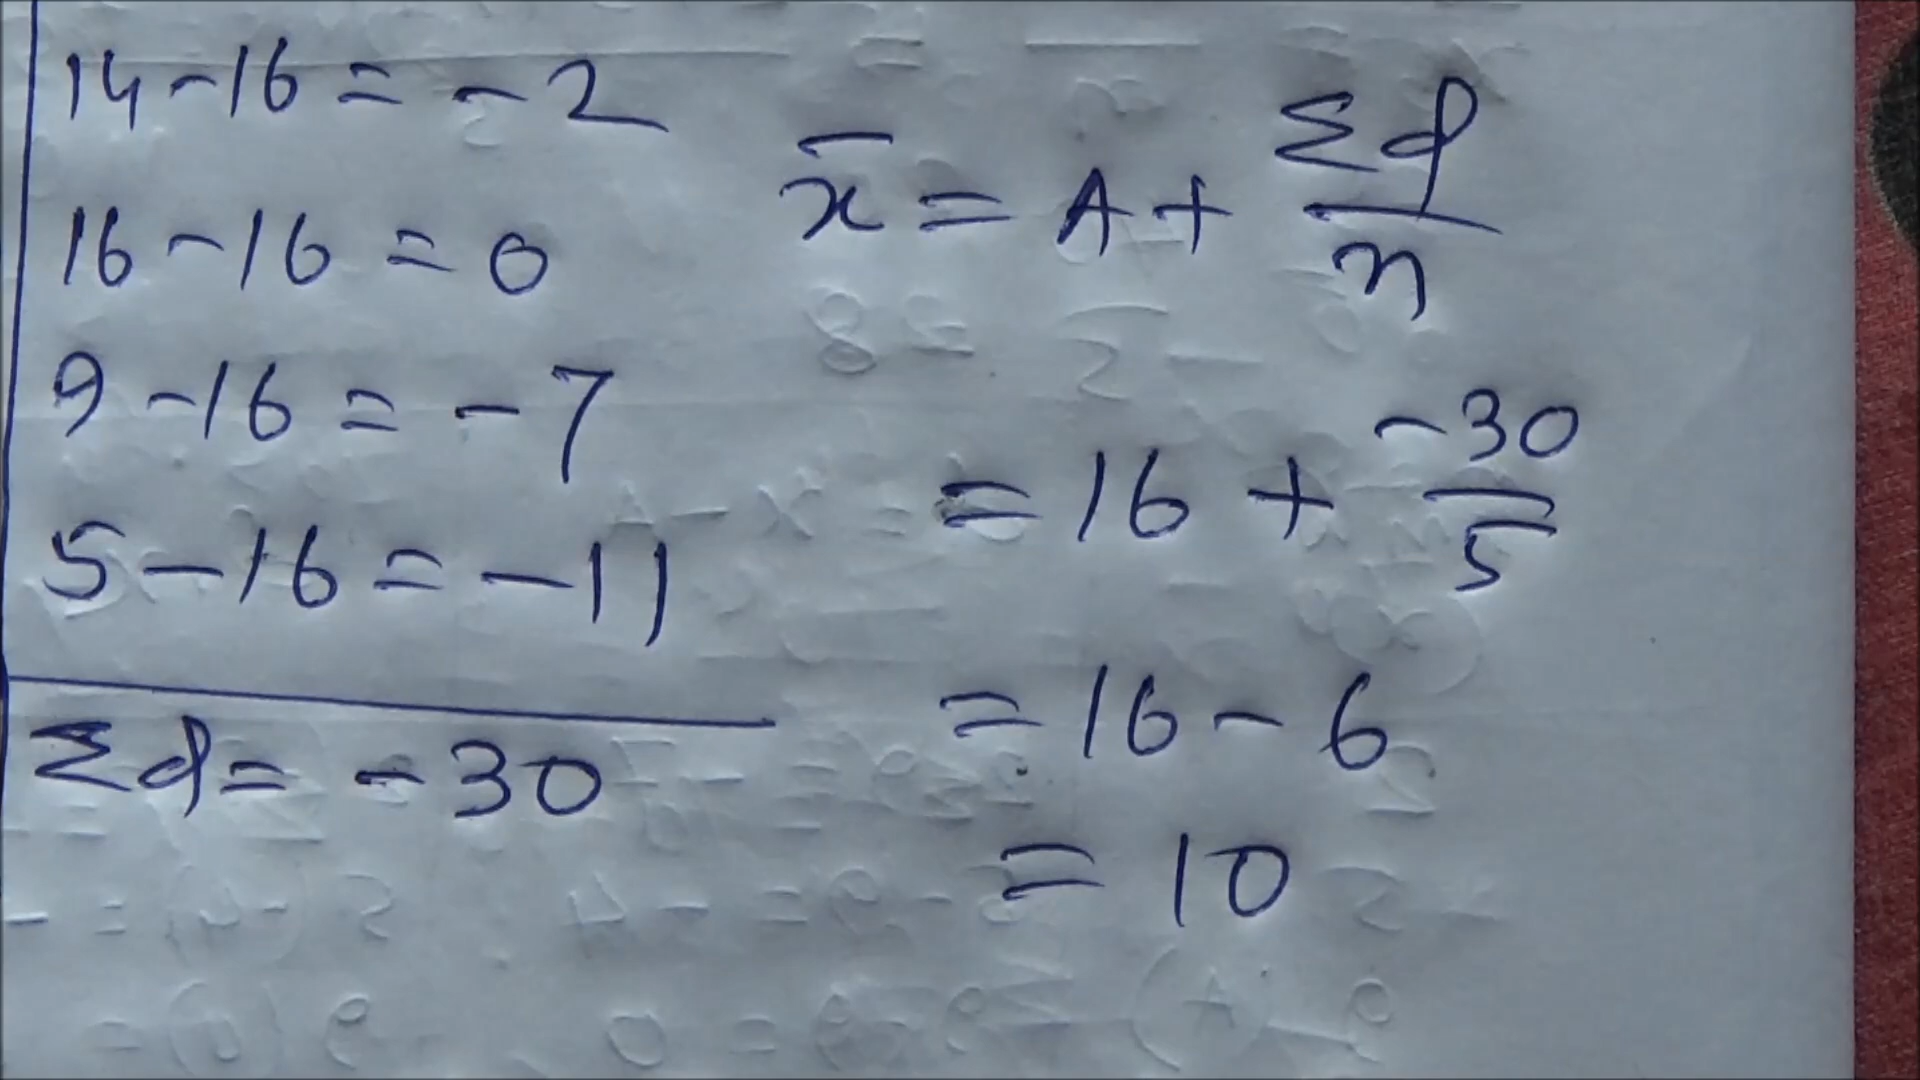 14-16 = -2
16-16 = 0
9-16 = -7
5-16 = -11
Σd = -30
x̄ = A + Σd/n
= 16 + -30/5
= 16 - 6
= 10